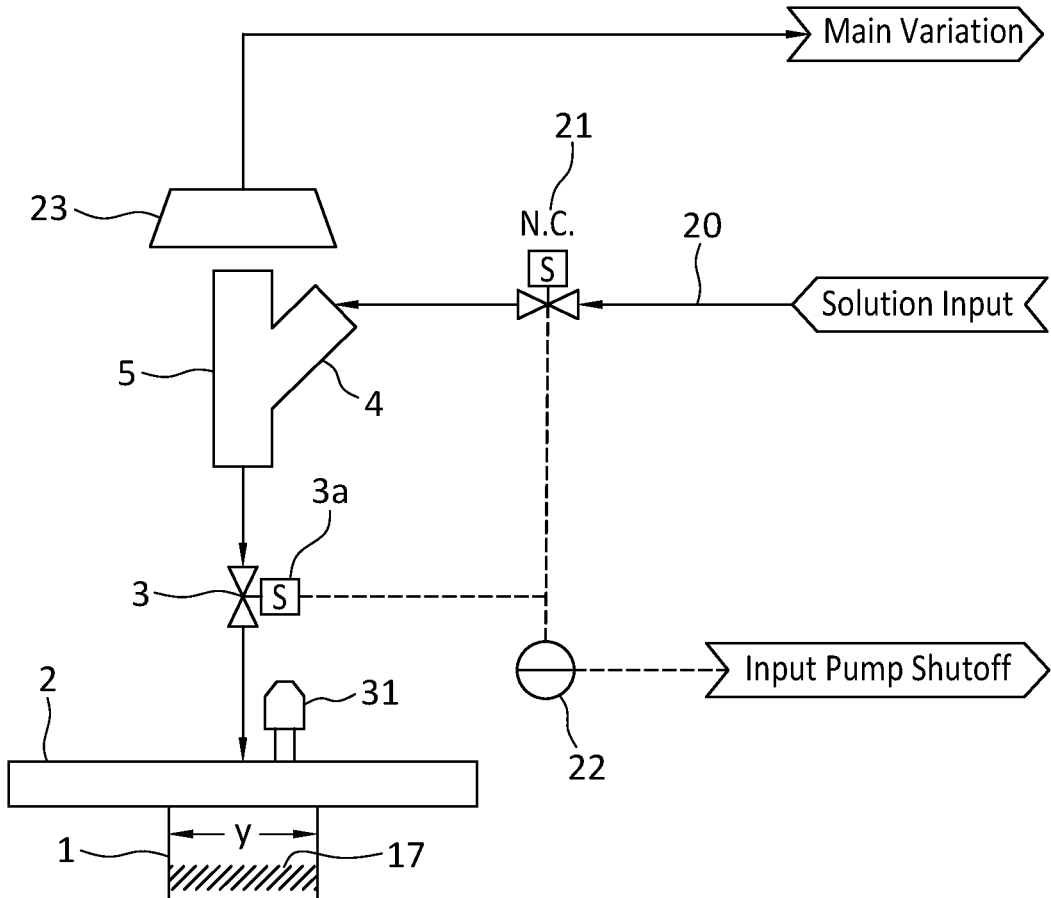 Main Variation
21
23
N.C.
20
S
Solution Input
5
4
3a
3
S
2
31
Input Pump Shutoff
22
y
1
17